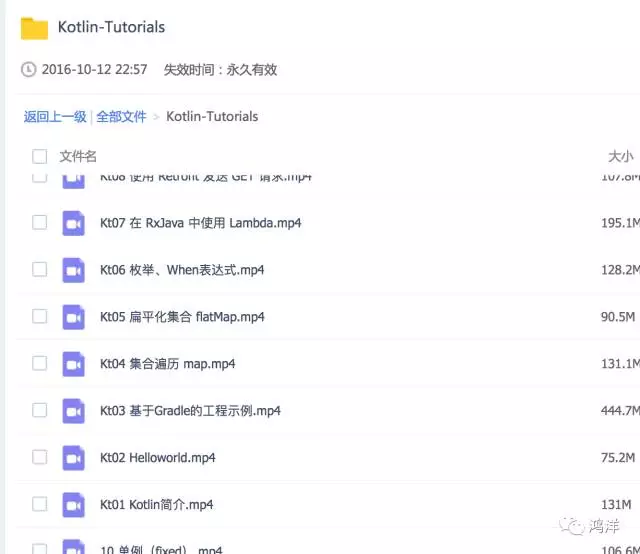 Kotlin-Tutorials
2016-10-12 22:57 失效时间：永久有效
返回上一级 | 全部文件 > Kotlin-Tutorials
文件名 大小
Kt08 使用 Retrofit 发送 GET 请求.mp4 107.8M
Kt07 在 RxJava 中使用 Lambda.mp4 195.1M
Kt06 枚举、When表达式.mp4 128.2M
Kt05 扁平化集合 flatMap.mp4 90.5M
Kt04 集合遍历 map.mp4 131.1M
Kt03 基于Gradle的工程示例.mp4 444.7M
Kt02 Helloworld.mp4 75.2M
Kt01 Kotlin简介.mp4 131M
10 单例（fixed）.mp4 106.6M
鸿洋